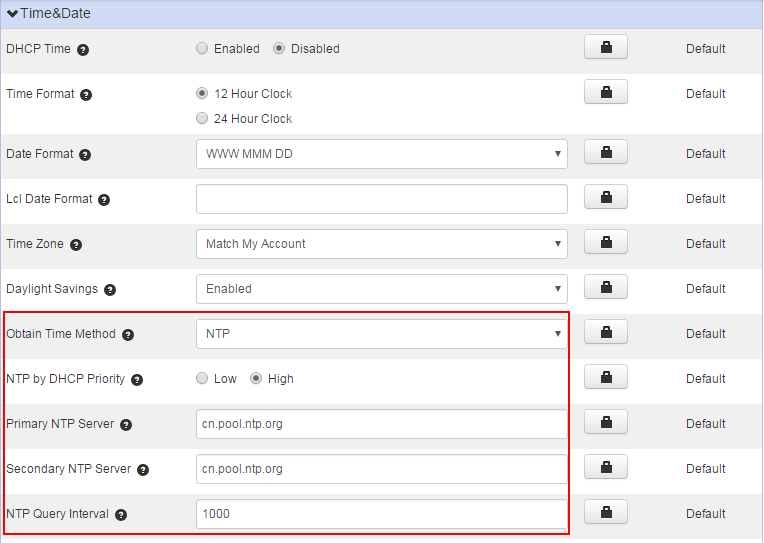 Time&Date
DHCP Time ? Enabled Disabled Default
Time Format ? 12 Hour Clock Default
24 Hour Clock
Date Format ? WWW MMM DD Default
Lcl Date Format ? Default
Time Zone ? Match My Account Default
Daylight Savings ? Enabled Default
Obtain Time Method ? NTP Default
NTP by DHCP Priority ? Low High Default
Primary NTP Server ? cn.pool.ntp.org Default
Secondary NTP Server ? cn.pool.ntp.org Default
NTP Query Interval ? 1000 Default